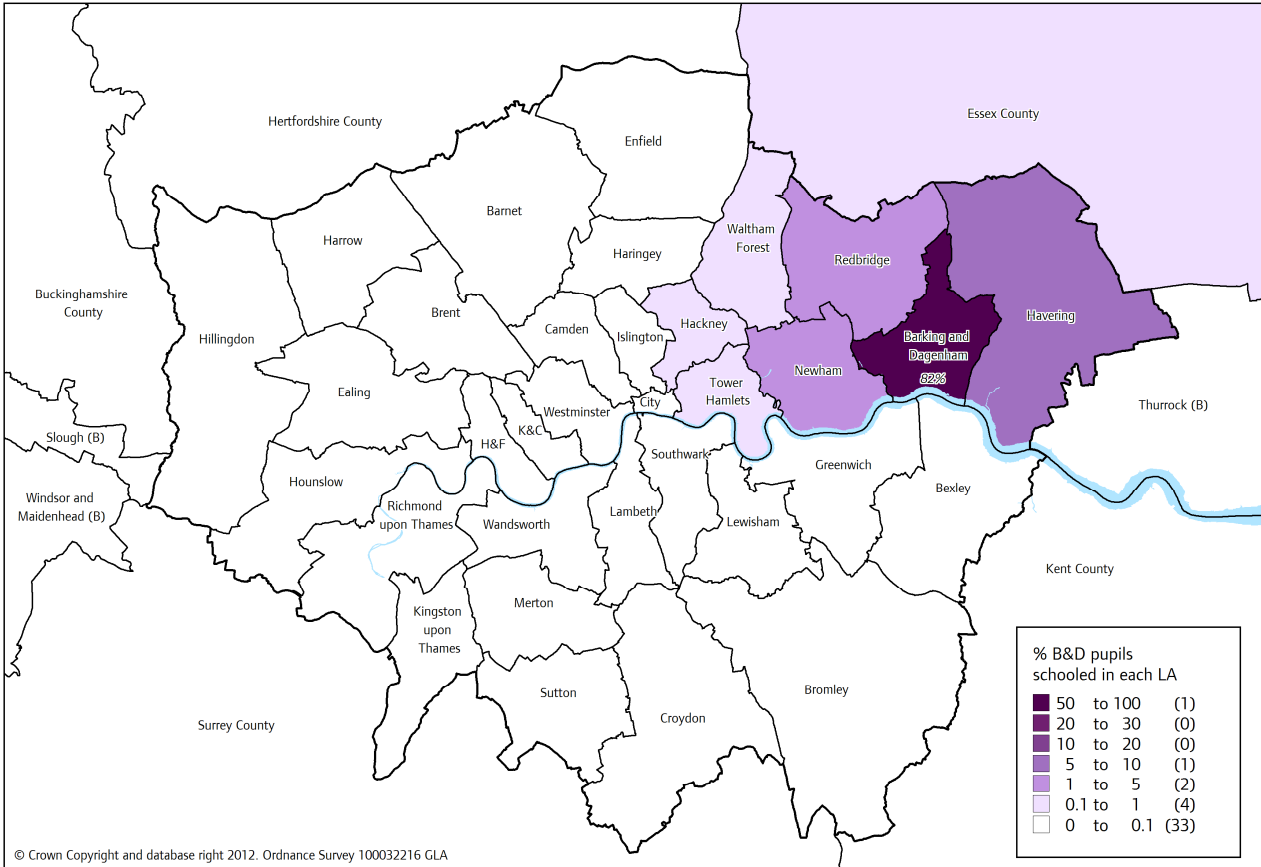 Hertfordshire County
Essex County
Enfield
Barnet
Harrow
Waltham
Forest
Haringey
Redbridge
Buckinghamshire
County
Brent
Hillingdon
Camden
Islington
Hackney
Havering
Barking and
Dagenham
82%
Ealing
Newham
Tower
Hamlets
City
Westminster
K&C
H&F
Thurrock (B)
Slough (B)
Southwark
Greenwich
Hounslow
Bexley
Windsor and
Maidenhead (B)
Richmond
upon Thames
Wandsworth
Lambeth
Lewisham
Kent County
Merton
Kingston
upon
Thames
Sutton
Bromley
Croydon
Surrey County
% B&D pupils
schooled in each LA
50 to 100 (1)
20 to 30 (0)
10 to 20 (0)
5 to 10 (1)
1 to 5 (2)
0.1 to 1 (4)
0 to 0.1 (33)
© Crown Copyright and database right 2012. Ordnance Survey 100032216 GLA